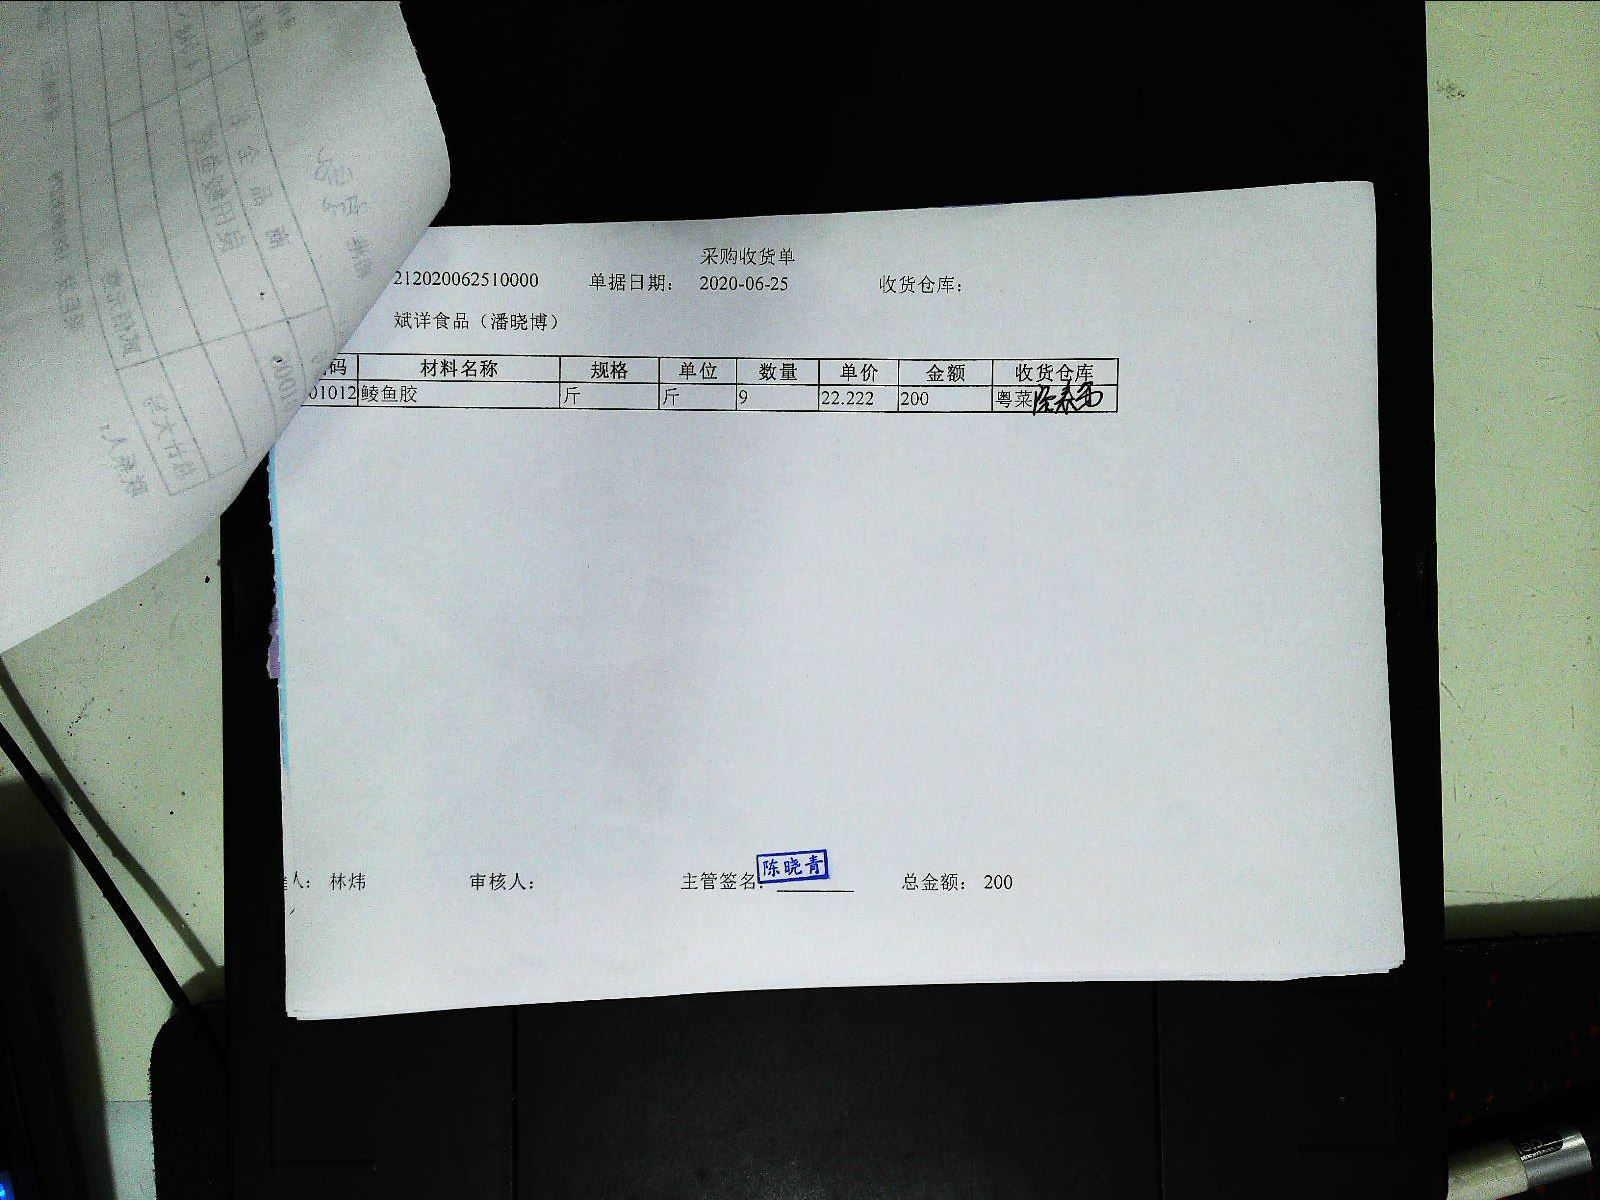 采购收货单
212020062510000 单据日期： 2020-06-25 收货仓库：
斌洋食品（潘晓博）
码 材料名称 规格 单位 数量 单价 金额 收货仓库
01012 鲮鱼胶 斤 斤 9 22.222 200 粤菜
人： 林炜 审核人： 主管签名： 陈晓青 总金额： 200